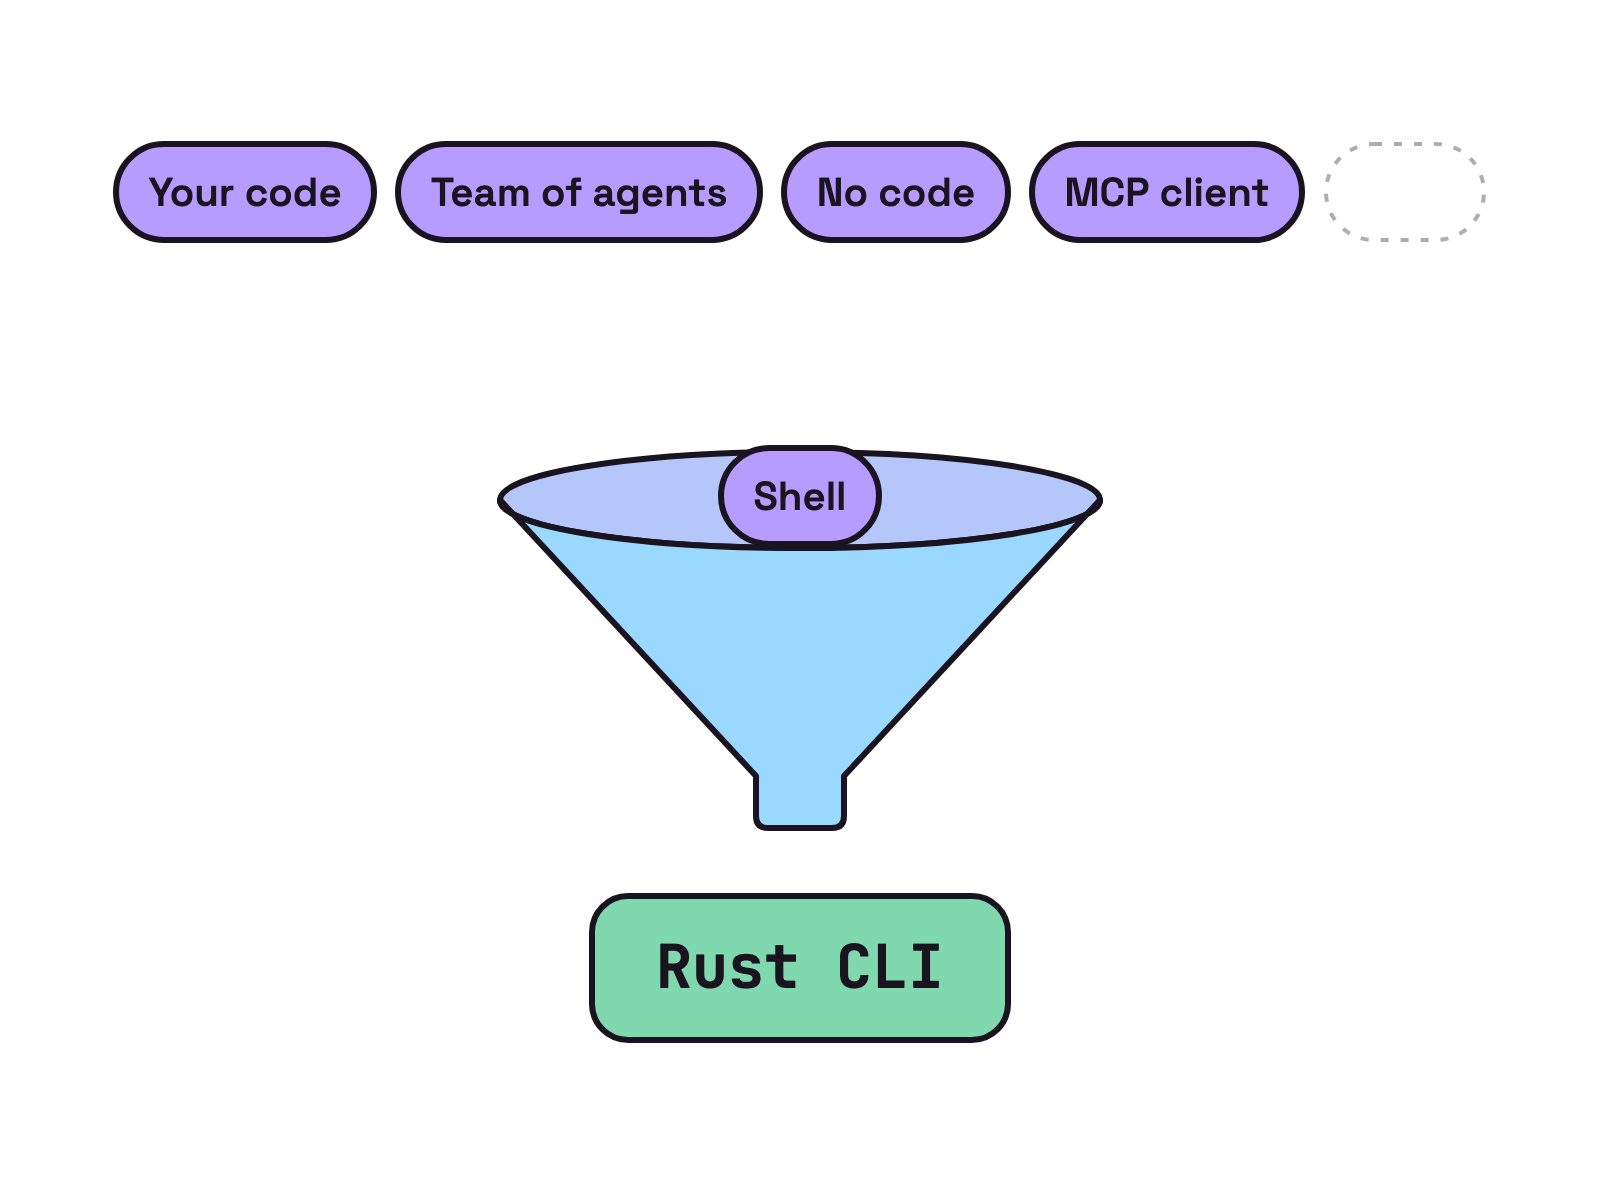 Your code
Team of agents
No code
MCP client
Shell
Rust CLI